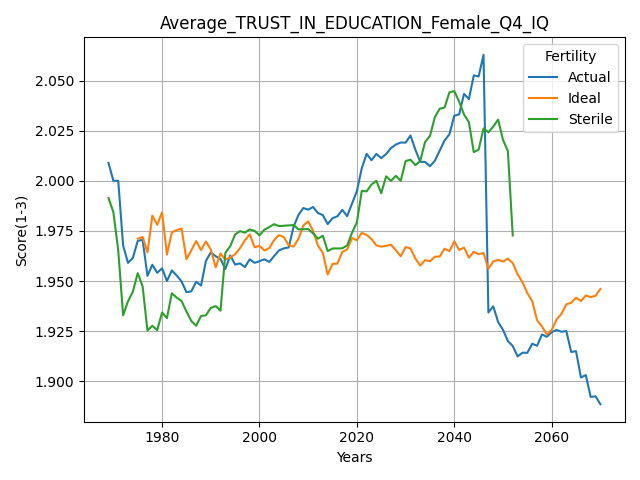 Average_TRUST_IN_EDUCATION_Female_Q4_IQ
Fertility
Actual
Ideal
Sterile
Score(1-3)
2.050
2.025
2.000
1.975
1.950
1.925
1.900
1980
2000
2020
2040
2060
Years